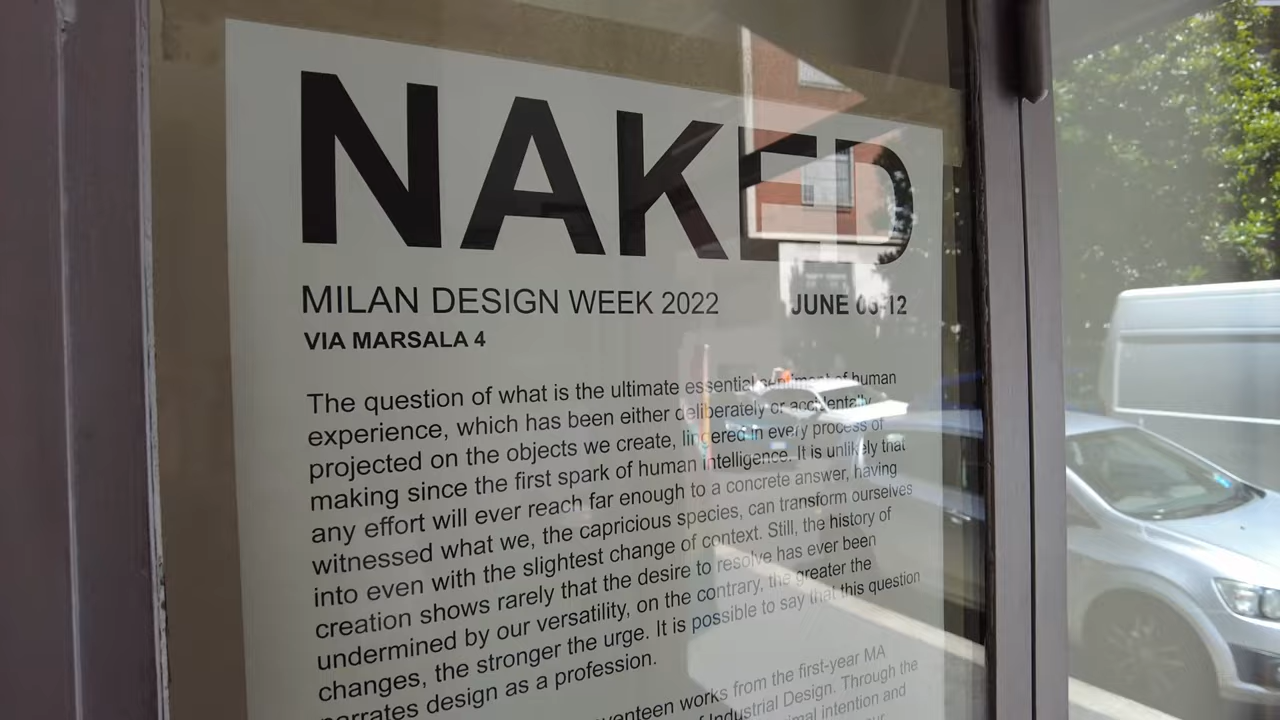 NAKED
MILAN DESIGN WEEK 2022 JUNE 06-12
VIA MARSALA 4
The question of what is the ultimate essential sentiment of human
experience, which has been either deliberately or accidentally
projected on the objects we create, lingered in every process of
making since the first spark of human intelligence. It is unlikely that
any effort will ever reach far enough to a concrete answer, having
witnessed what we, the capricious species, can transform ourselves
into even with the slightest change of context. Still, the history of
creation shows rarely that the desire to resolve has ever been
undermined by our versatility, on the contrary, the greater the
changes, the stronger the urge. It is possible to say that this question
narrates design as a profession.
works from the first-year MA
Industrial Design. Through the
intention and